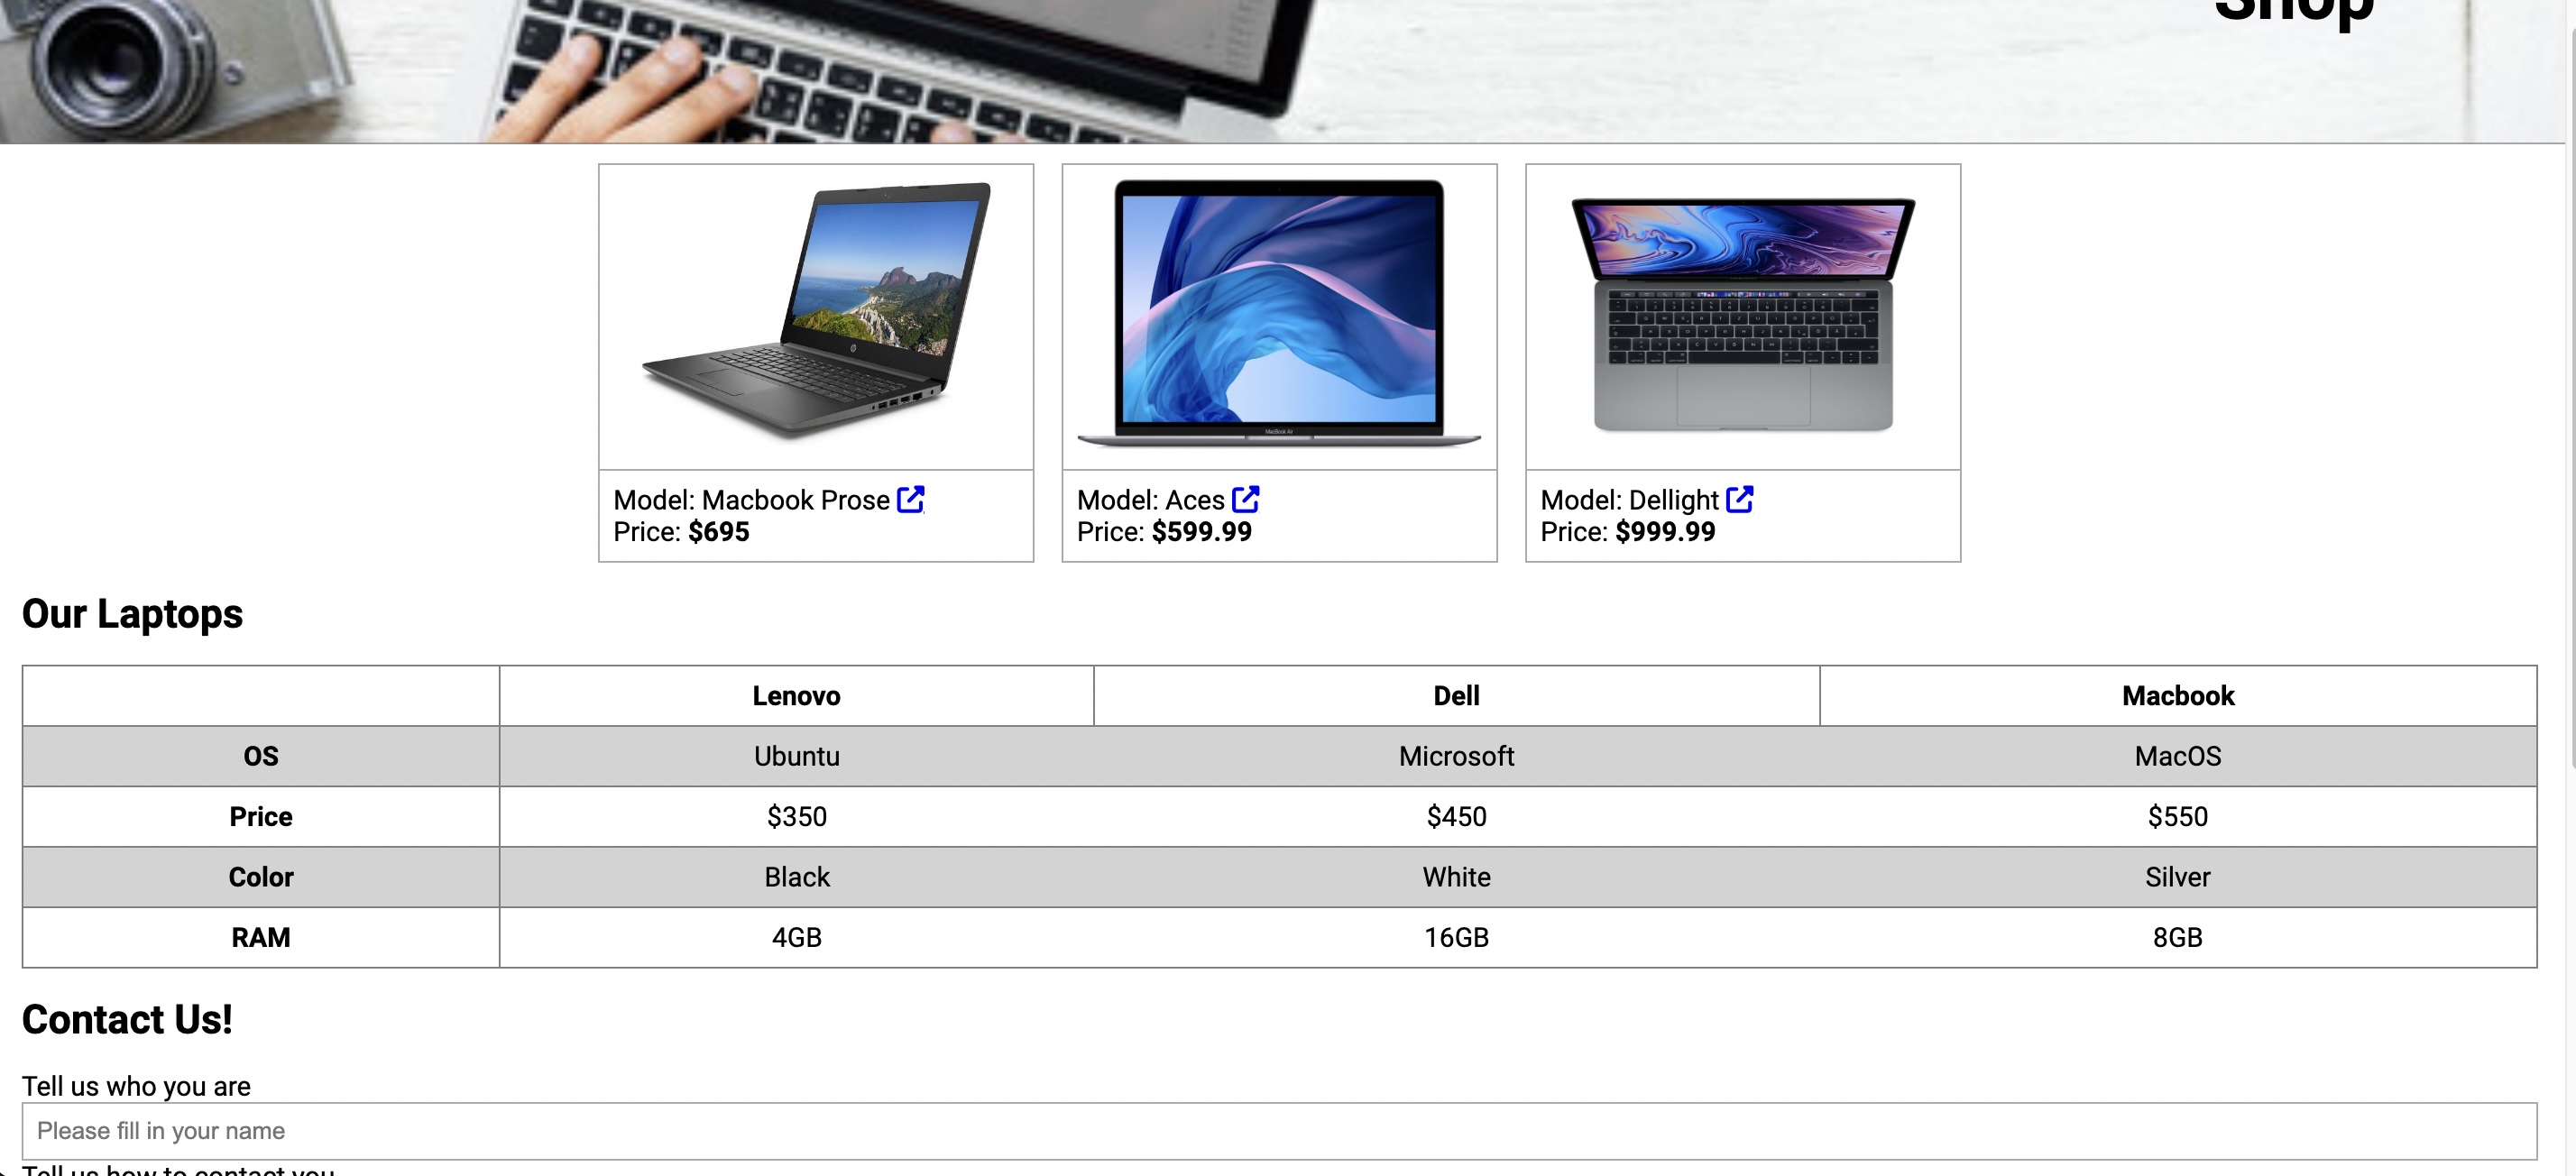 Shop
MacBook Air
Model: Macbook Prose
Price: $695
Model: Aces
Price: $599.99
Model: Dellight
Price: $999.99
Our Laptops
Lenovo Dell Macbook
OS Ubuntu Microsoft MacOS
Price $350 $450 $550
Color Black White Silver
RAM 4GB 16GB 8GB
Contact Us!
Tell us who you are
Please fill in your name
Tell us how to contact you